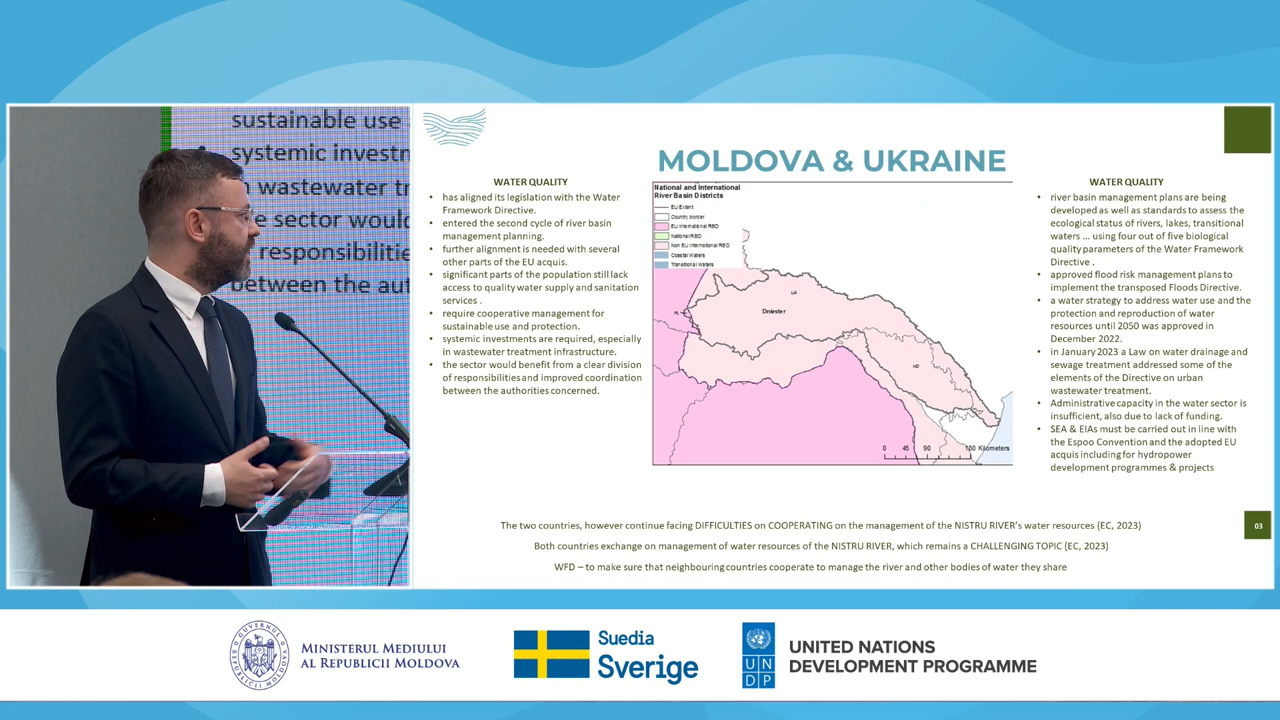 sustainable use
systemic investm
wastewater tr
e sector would
responsibilitie
between the aut
MOLDOVA & UKRAINE
WATER QUALITY
has aligned its legislation with the Water
Framework Directive.
entered the second cycle of river basin
management planning.
further alignment is needed with several
other parts of the EU acquis.
significant parts of the population still lack
access to quality water supply and sanitation
services .
require cooperative management for
sustainable use and protection.
systemic investments are required, especially
in wastewater treatment infrastructure.
the sector would benefit from a clear division
of responsibilities and improved coordination
between the authorities concerned.
National and International
River Basin Districts
EU Extent
Country border
EU International RBD
National RBD
Non EU International RBD
Coastal Waters
Transitional Waters
UA
Dniester
MD
0 45 90 180 Kilometers
WATER QUALITY
river basin management plans are being
developed as well as standards to assess the
ecological status of rivers, lakes, transitional
waters ... using four out of five biological
quality parameters of the Water Framework
Directive .
approved flood risk management plans to
implement the transposed Floods Directive.
a water strategy to address water use and the
protection and reproduction of water
resources until 2050 was approved in
December 2022.
in January 2023 a Law on water drainage and
sewage treatment addressed some of the
elements of the Directive on urban
wastewater treatment.
Administrative capacity in the water sector is
insufficient, also due to lack of funding.
SEA & EIAs must be carried out in line with
the Espoo Convention and the adopted EU
acquis including for hydropower
development programmes & projects
The two countries, however continue facing DIFFICULTIES IN COOPERATING on the management of the NISTRU RIVER's water resources (EC, 2023)
Both countries exchange on management of water resources of the NISTRU RIVER, which remains a CHALLENGING TOPIC (EC, 2023)
WFD – to make sure that neighbouring countries cooperate to manage the river and other bodies of water they share
03
GUVERNUL REPUBLICII MOLDOVA
MINISTERUL MEDIULUI
AL REPUBLICII MOLDOVA
Suedia
Sverige
UN
DP
UNITED NATIONS
DEVELOPMENT PROGRAMME